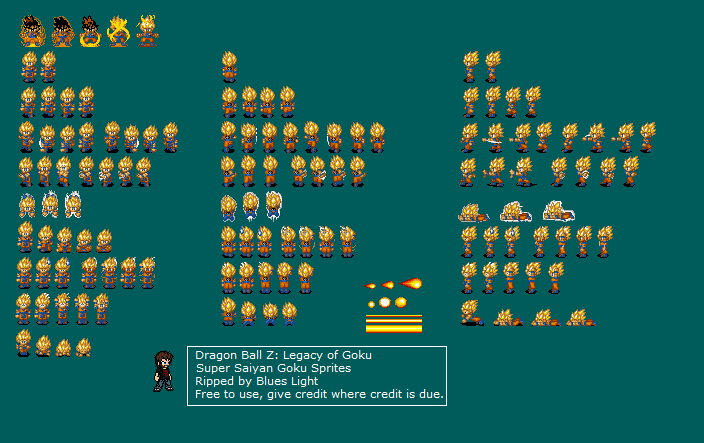 Dragon Ball Z: Legacy of Goku
Super Saiyan Goku Sprites
Ripped by Blues Light
Free to use, give credit where credit is due.